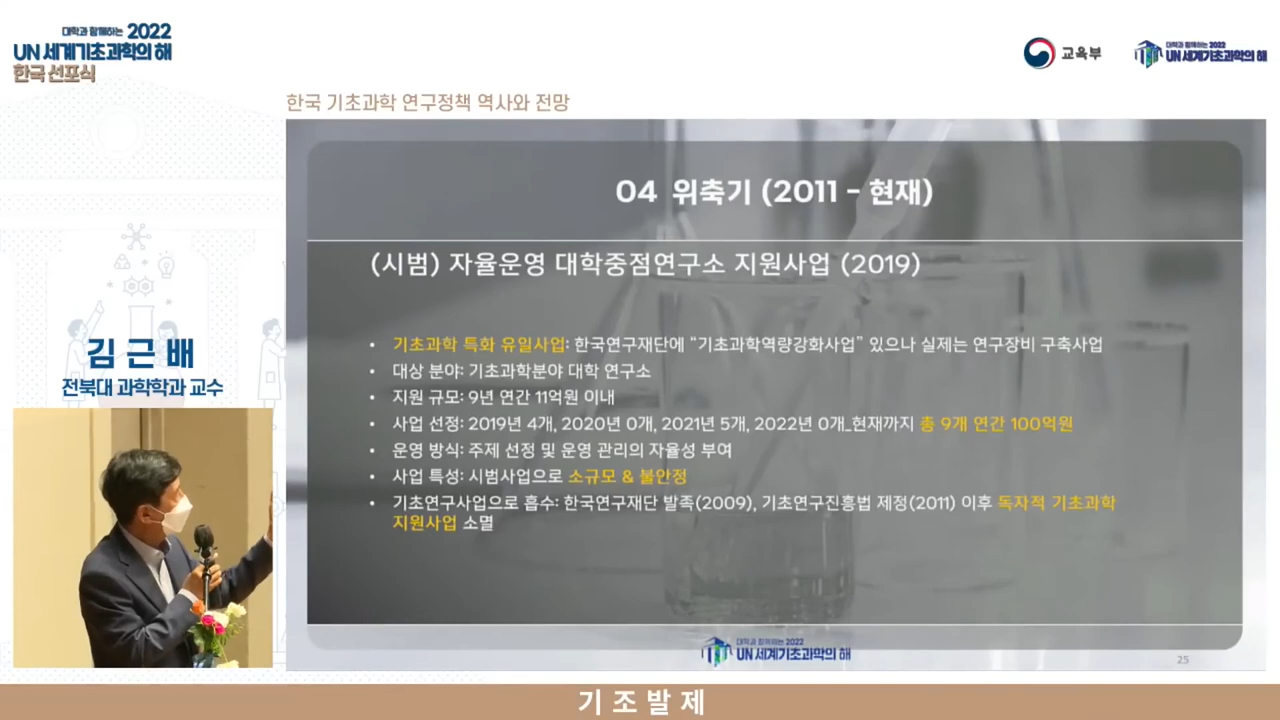 대학과 함께하는 2022
UN 세계기초과학의 해
한국 선포식
교육부
대학과 함께하는 2022
UN 세계기초과학의 해
한국 기초과학 연구정책 역사와 전망
04 위축기 (2011 - 현재)
(시범) 자율운영 대학중점연구소 지원사업 (2019)
• 기초과학 특화 유일사업: 한국연구재단에 “기초과학역량강화사업” 있으나 실제는 연구장비 구축사업
• 대상 분야: 기초과학분야 대학 연구소
• 지원 규모: 9년 연간 11억원 이내
• 사업 선정: 2019년 4개, 2020년 0개, 2021년 5개, 2022년 0개_현재까지 총 9개 연간 100억원
• 운영 방식: 주제 선정 및 운영 관리의 자율성 부여
• 사업 특성: 시범사업으로 소규모 & 불안정
• 기초연구사업으로 흡수: 한국연구재단 발족(2009), 기초연구진흥법 제정(2011) 이후 독자적 기초과학
지원사업 소멸
대학과 함께하는 2022
UN 세계기초과학의 해
25
김근배
전북대 과학학과 교수
기조발제